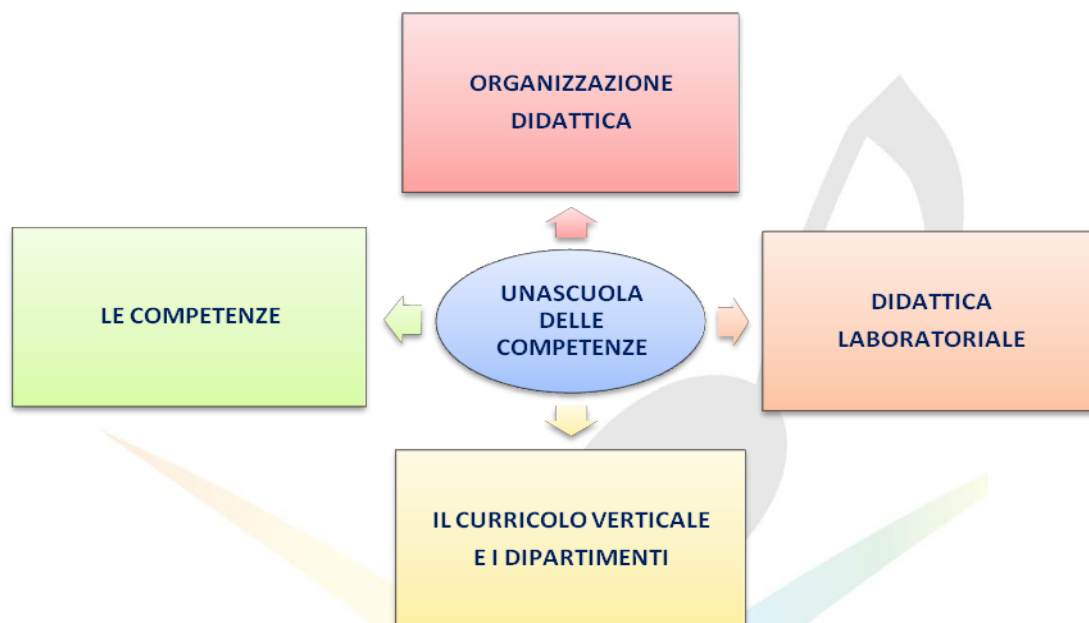 ORGANIZZAZIONE
DIDATTICA
LE COMPETENZE
UNASCUOLA
DELLE
COMPETENZE
DIDATTICA
LABORATORIALE
IL CURRICOLO VERTICALE
E I DIPARTIMENTI